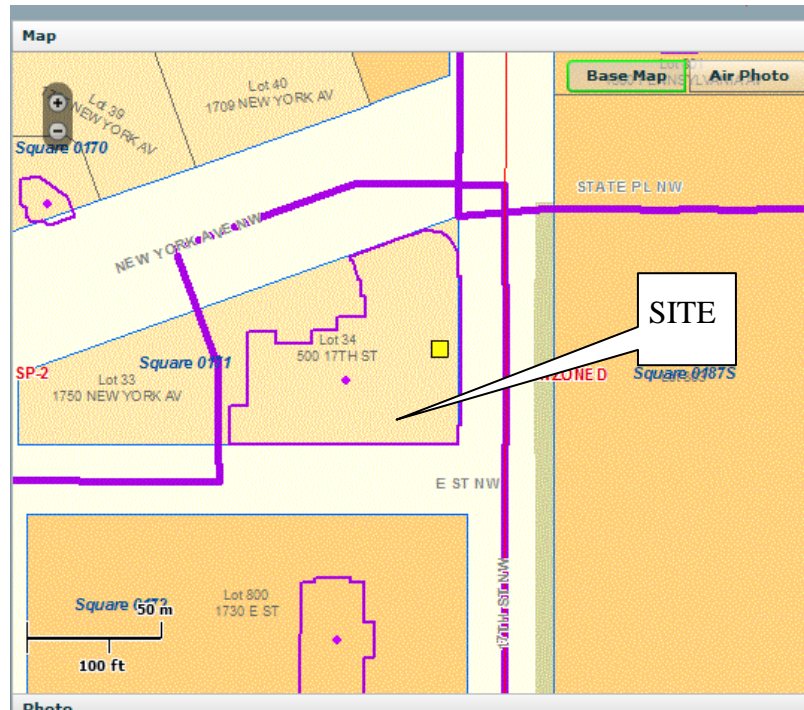 Map
Base Map
Air Photo
Lot 40
1709 NEW YORK AV
Lot 39
NEW YORK AV
Square 0170
STATE PL NW
NEW YORK AVE NW
SITE
Lot 34
500 17TH ST
SP-2
Square 0171
Lot 33
1750 NEW YORK AV
Square 0187S
E ST NW
17TH ST NW
Lot 800
1730 E ST
Square
50 m
100 ft
Photo